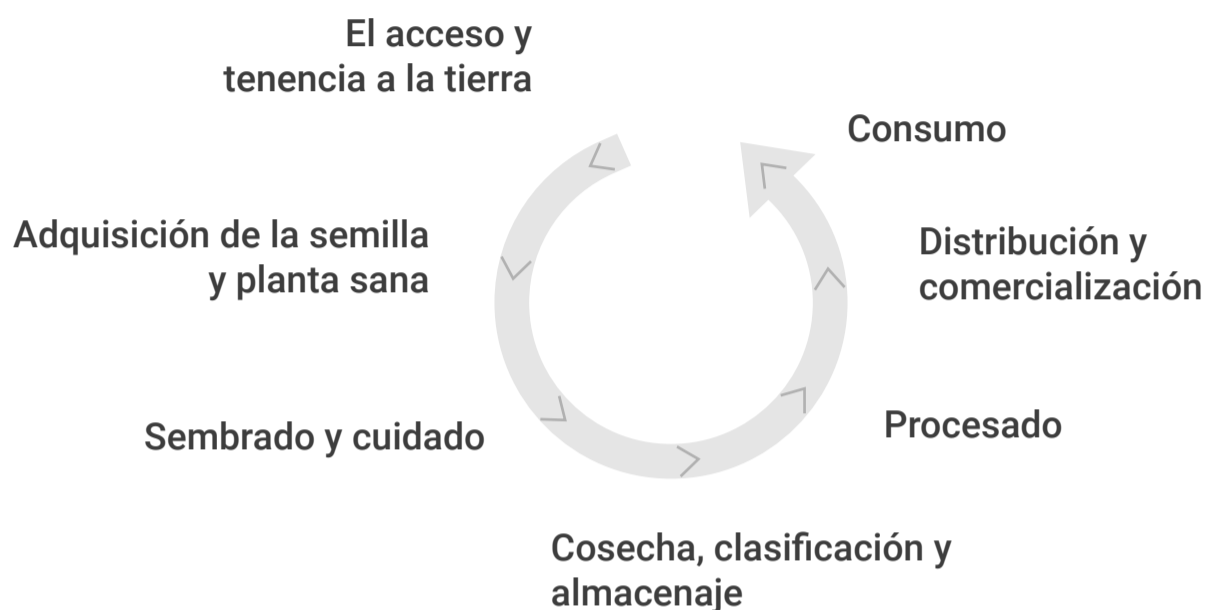 El acceso y
tenencia a la tierra
Adquisición de la semilla
y planta sana
Sembrado y cuidado
Cosecha, clasificación y
almacenaje
Procesado
Distribución y
comercialización
Consumo